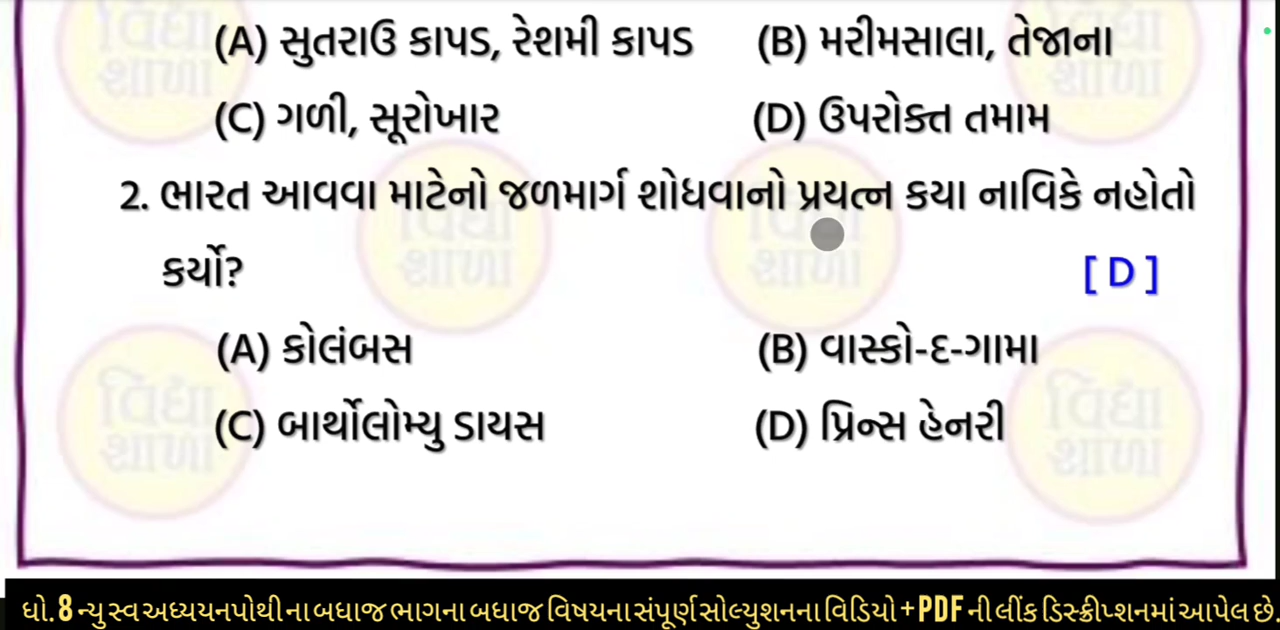 (A) સુતરાઉ કાપડ, રેશમી કાપડ (B) મરીમસાલા, તેજાના
(C) ગળી, સૂરોખાર (D) ઉપરોક્ત તમામ
2. ભારત આવવા માટેનો જળમાર્ગ શોધવાનો પ્રયત્ન કયા નાવિકે નહોતો
કર્યો? [ D ]
(A) કોલંબસ (B) વાસ્કો-દ-ગામા
(C) બાર્થોલોમ્યુ ડાયસ (D) પ્રિન્સ હેનરી
વિદ્યા શાળા
વિદ્યા શાળા
વિદ્યા શાળા
વિદ્યા શાળા
વિદ્યા શાળા
વિદ્યા શાળા
ધો. 8 ન્યુ સ્વઅધ્યયનપોથી ના બધાજ ભાગના બધાજ વિષયના સંપૂર્ણ સોલ્યુશનના વિડિયો + PDF ની લીંક ડિસ્ક્રીપ્શનમાં આપેલ છે.